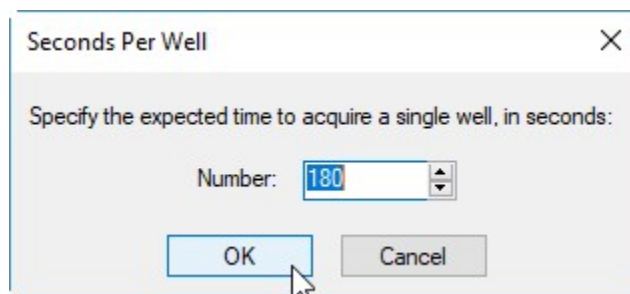 Seconds Per Well
Specify the expected time to acquire a single well, in seconds:
Number: 180
OK Cancel